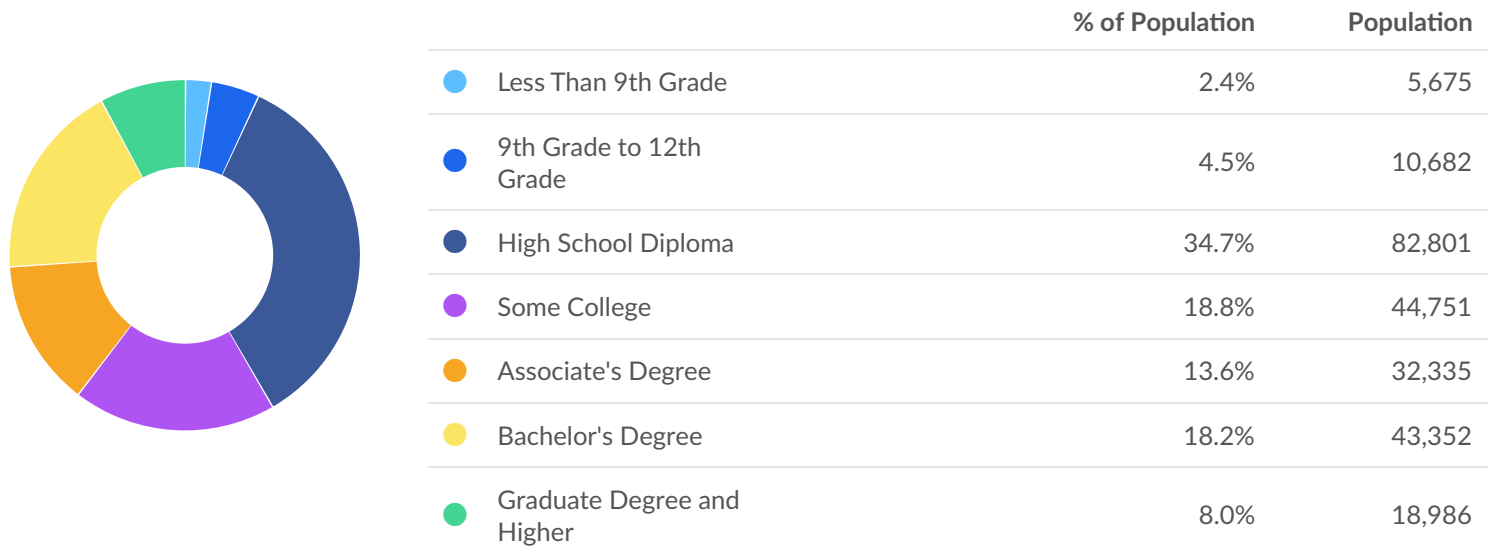 % of Population Population
Less Than 9th Grade 2.4% 5,675
9th Grade to 12th
Grade 4.5% 10,682
High School Diploma 34.7% 82,801
Some College 18.8% 44,751
Associate's Degree 13.6% 32,335
Bachelor's Degree 18.2% 43,352
Graduate Degree and
Higher 8.0% 18,986